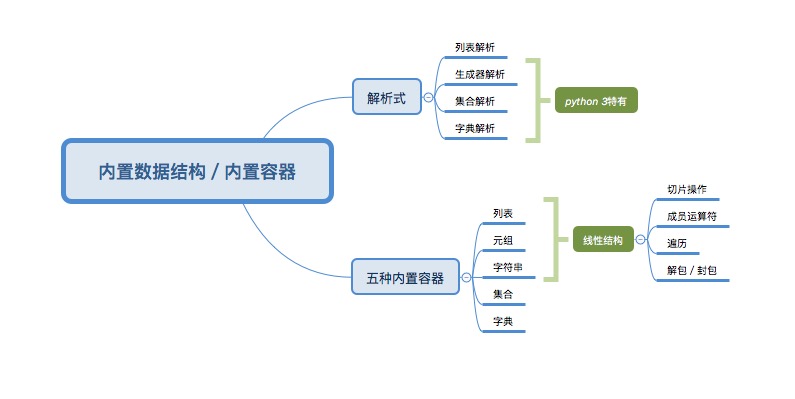 内置数据结构 / 内置容器
解析式
列表解析
生成器解析
集合解析
字典解析
python 3特有
五种内置容器
列表
元组
字符串
集合
字典
线性结构
切片操作
成员运算符
遍历
解包 / 封包